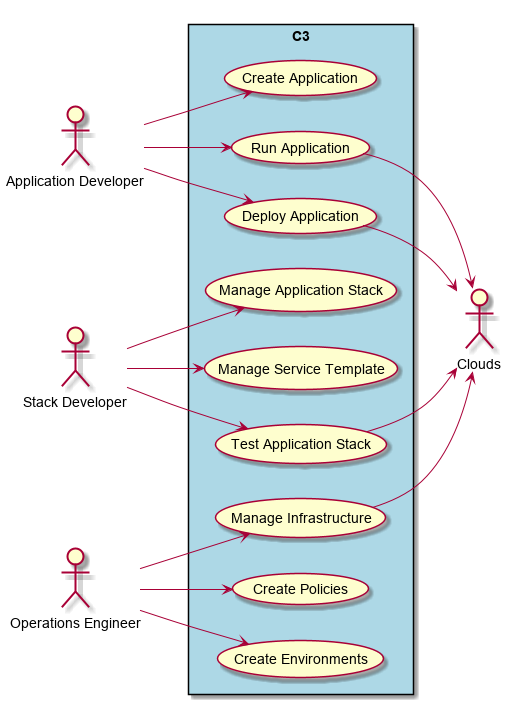 C3
Create Application
Run Application
Application Developer
Deploy Application
Manage Application Stack
Clouds
Manage Service Template
Stack Developer
Test Application Stack
Manage Infrastructure
Create Policies
Operations Engineer
Create Environments